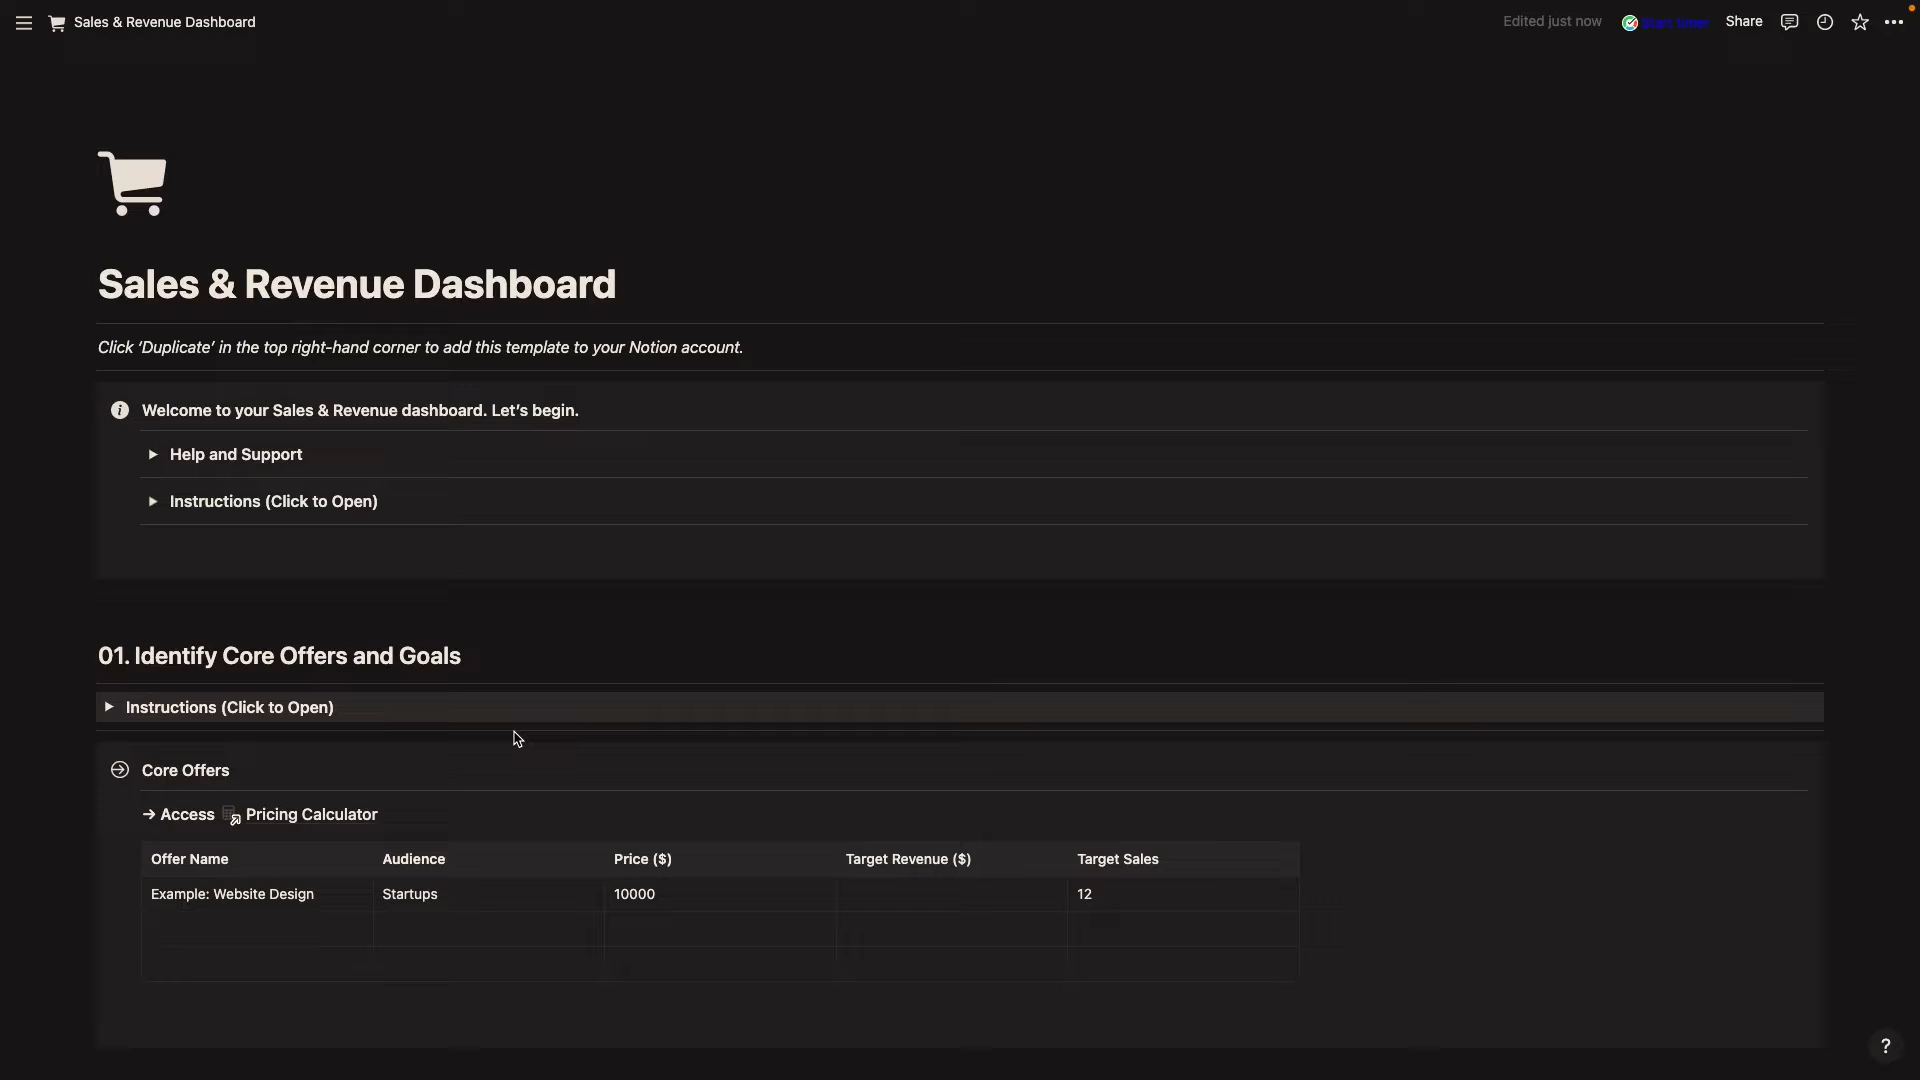 Sales & Revenue Dashboard
Edited just now
Start timer
Share
Sales & Revenue Dashboard
Click ‘Duplicate’ in the top right-hand corner to add this template to your Notion account.
Welcome to your Sales & Revenue dashboard. Let’s begin.
Help and Support
Instructions (Click to Open)
01. Identify Core Offers and Goals
Instructions (Click to Open)
Core Offers
→ Access Pricing Calculator
Offer Name Audience Price ($) Target Revenue ($) Target Sales
Example: Website Design Startups 10000 12
?